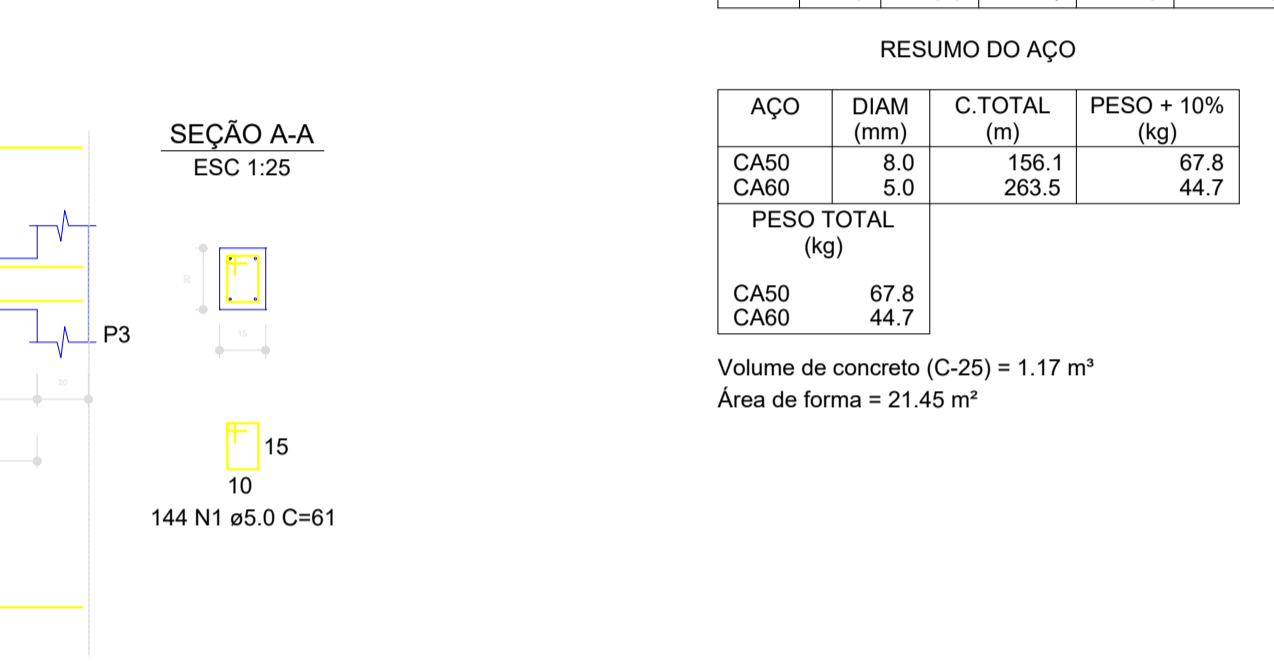 SEÇÃO A-A
ESC 1:25
20
15
P3
20
15
10
144 N1 ø5.0 C=61
RESUMO DO AÇO
AÇO DIAM C.TOTAL PESO + 10%
(mm) (m) (kg)
CA50 8.0 156.1 67.8
CA60 5.0 263.5 44.7
PESO TOTAL
(kg)
CA50 67.8
CA60 44.7
Volume de concreto (C-25) = 1.17 m³
Área de forma = 21.45 m²